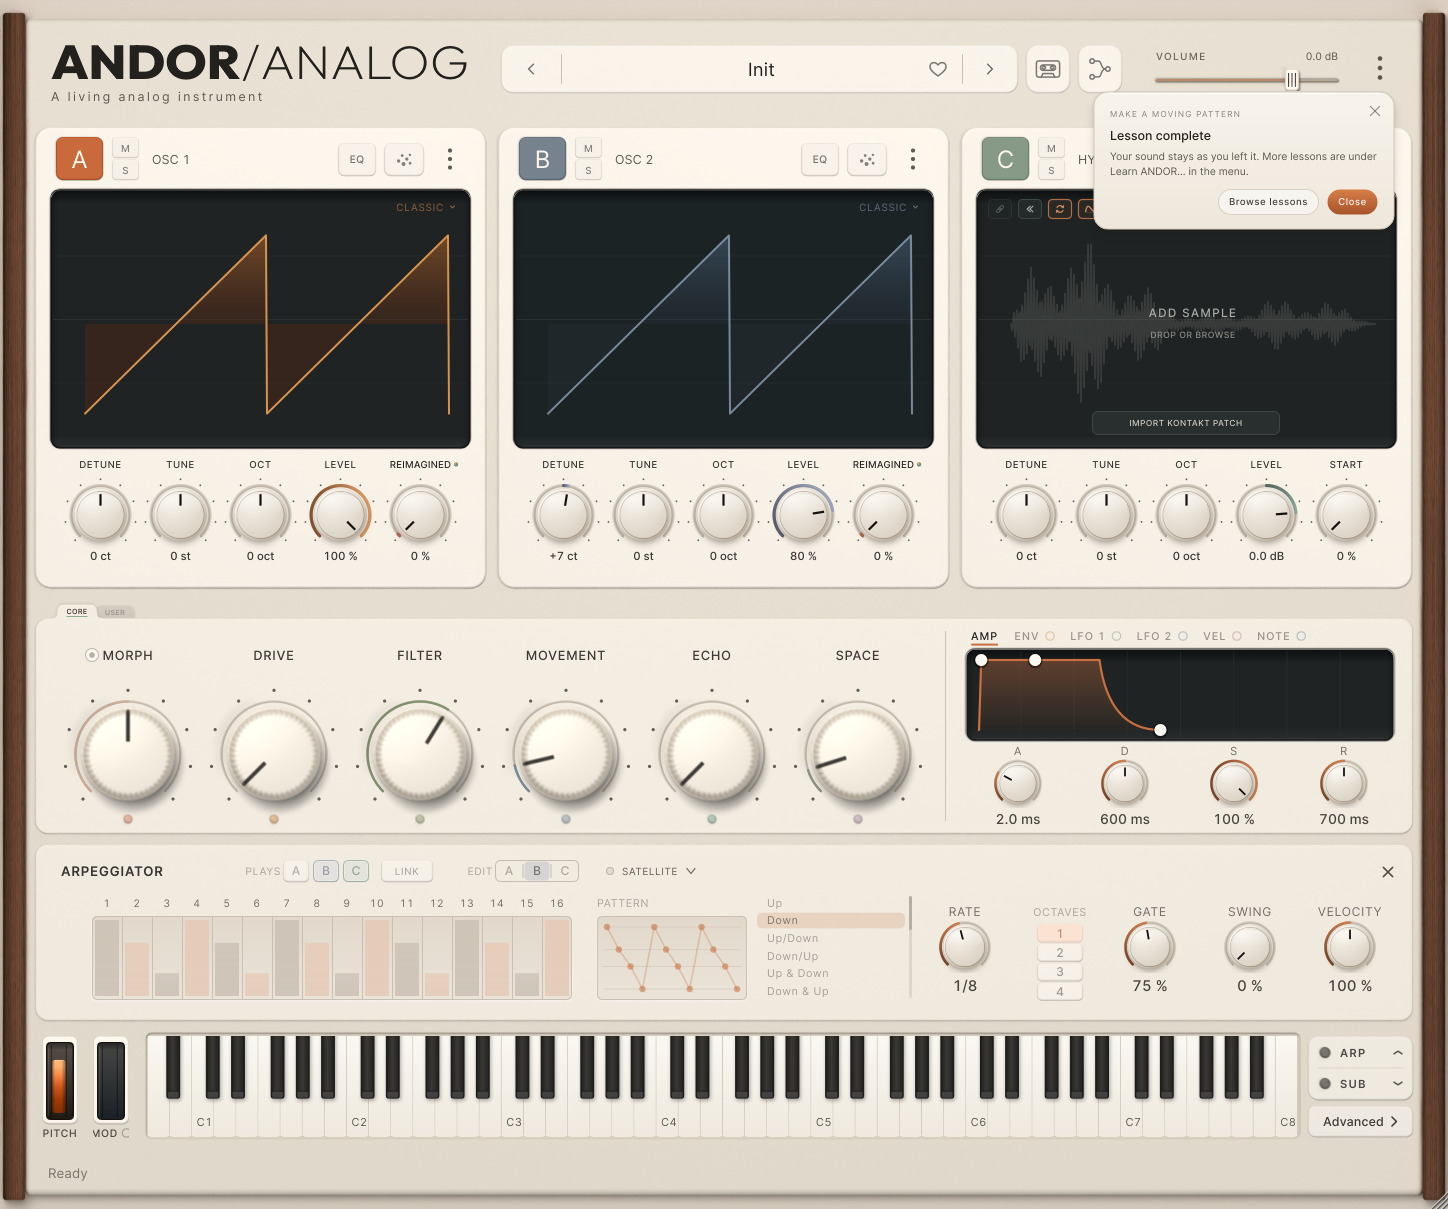 ANDOR/ANALOG
A living analog instrument
Init
VOLUME 0.0 dB
MAKE A MOVING PATTERN
Lesson complete
Your sound stays as you left it. More lessons are under
Learn ANDOR... in the menu.
Browse lessons Close
A M S OSC 1 EQ
CLASSIC
DETUNE TUNE OCT LEVEL REIMAGINED
0 ct 0 st 0 oct 100 % 0 %
B M S OSC 2 EQ
CLASSIC
DETUNE TUNE OCT LEVEL REIMAGINED
+7 ct 0 st 0 oct 80 % 0 %
C M S HY
ADD SAMPLE
DROP OR BROWSE
IMPORT KONTAKT PATCH
DETUNE TUNE OCT LEVEL START
0 ct 0 st 0 oct 0.0 dB 0 %
CORE USER
MORPH DRIVE FILTER MOVEMENT ECHO SPACE
AMP ENV LFO 1 LFO 2 VEL NOTE
A D S R
2.0 ms 600 ms 100 % 700 ms
ARPEGGIATOR PLAYS A B C LINK EDIT A B C SATELLITE
1 2 3 4 5 6 7 8 9 10 11 12 13 14 15 16
PATTERN
Up
Down
Up/Down
Down/Up
Up & Down
Down & Up
RATE OCTAVES GATE SWING VELOCITY
1
2
3
4
1/8 75 % 0 % 100 %
PITCH MOD
C1 C2 C3 C4 C5 C6 C7 C8
ARP
SUB
Advanced
Ready